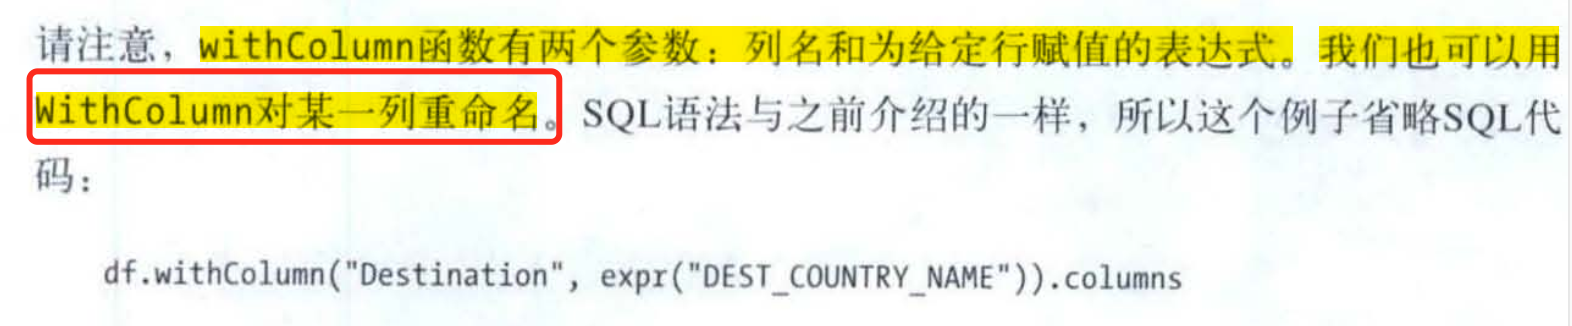 请注意，withColumn函数有两个参数：列名和为给定行赋值的表达式。我们也可以用
WithColumn对某一列重命名。SQL语法与之前介绍的一样，所以这个例子省略SQL代
码：
df.withColumn("Destination", expr("DEST_COUNTRY_NAME")).columns